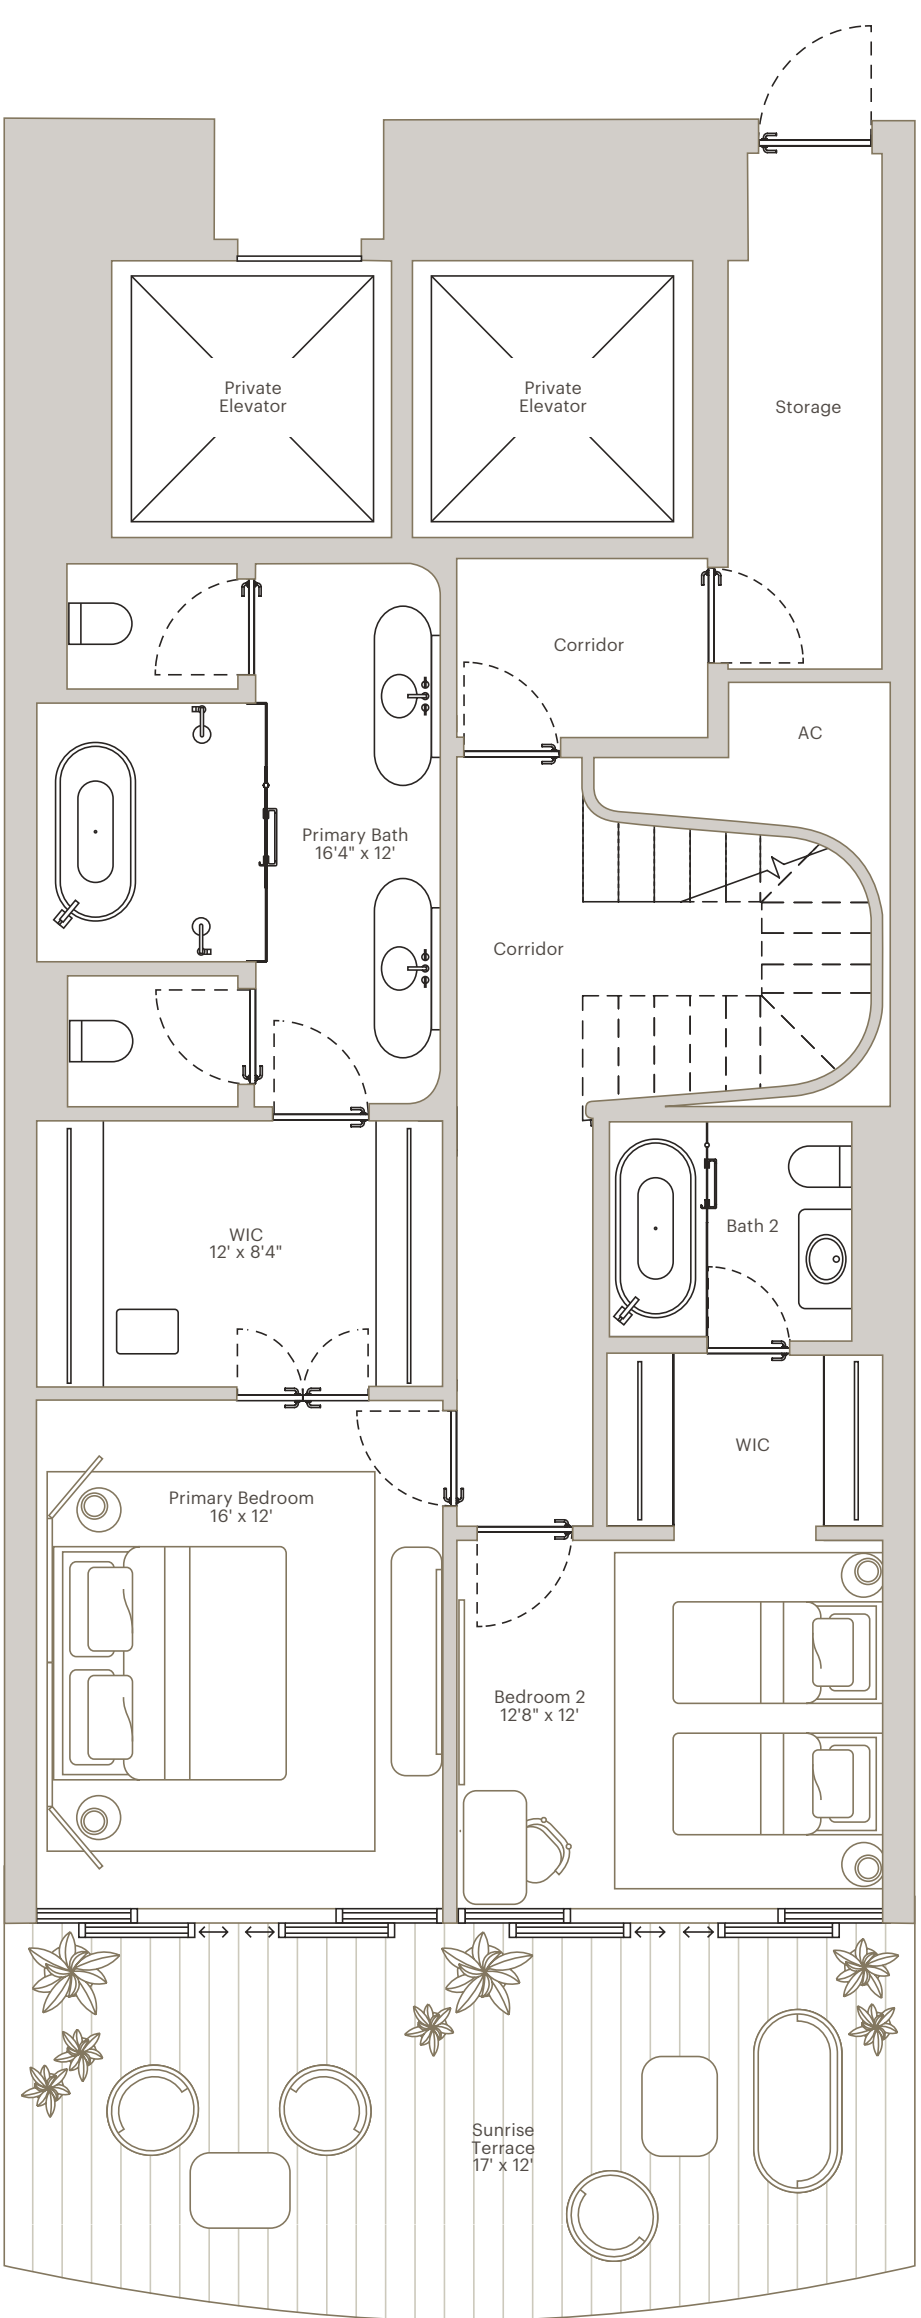 Private
Elevator
Private
Elevator
Storage
Corridor
AC
Primary Bath
16'4" x 12'
Corridor
WIC
12' x 8'4"
Bath 2
WIC
Primary Bedroom
16' x 12'
Bedroom 2
12'8" x 12'
Sunrise
Terrace
17' x 12'